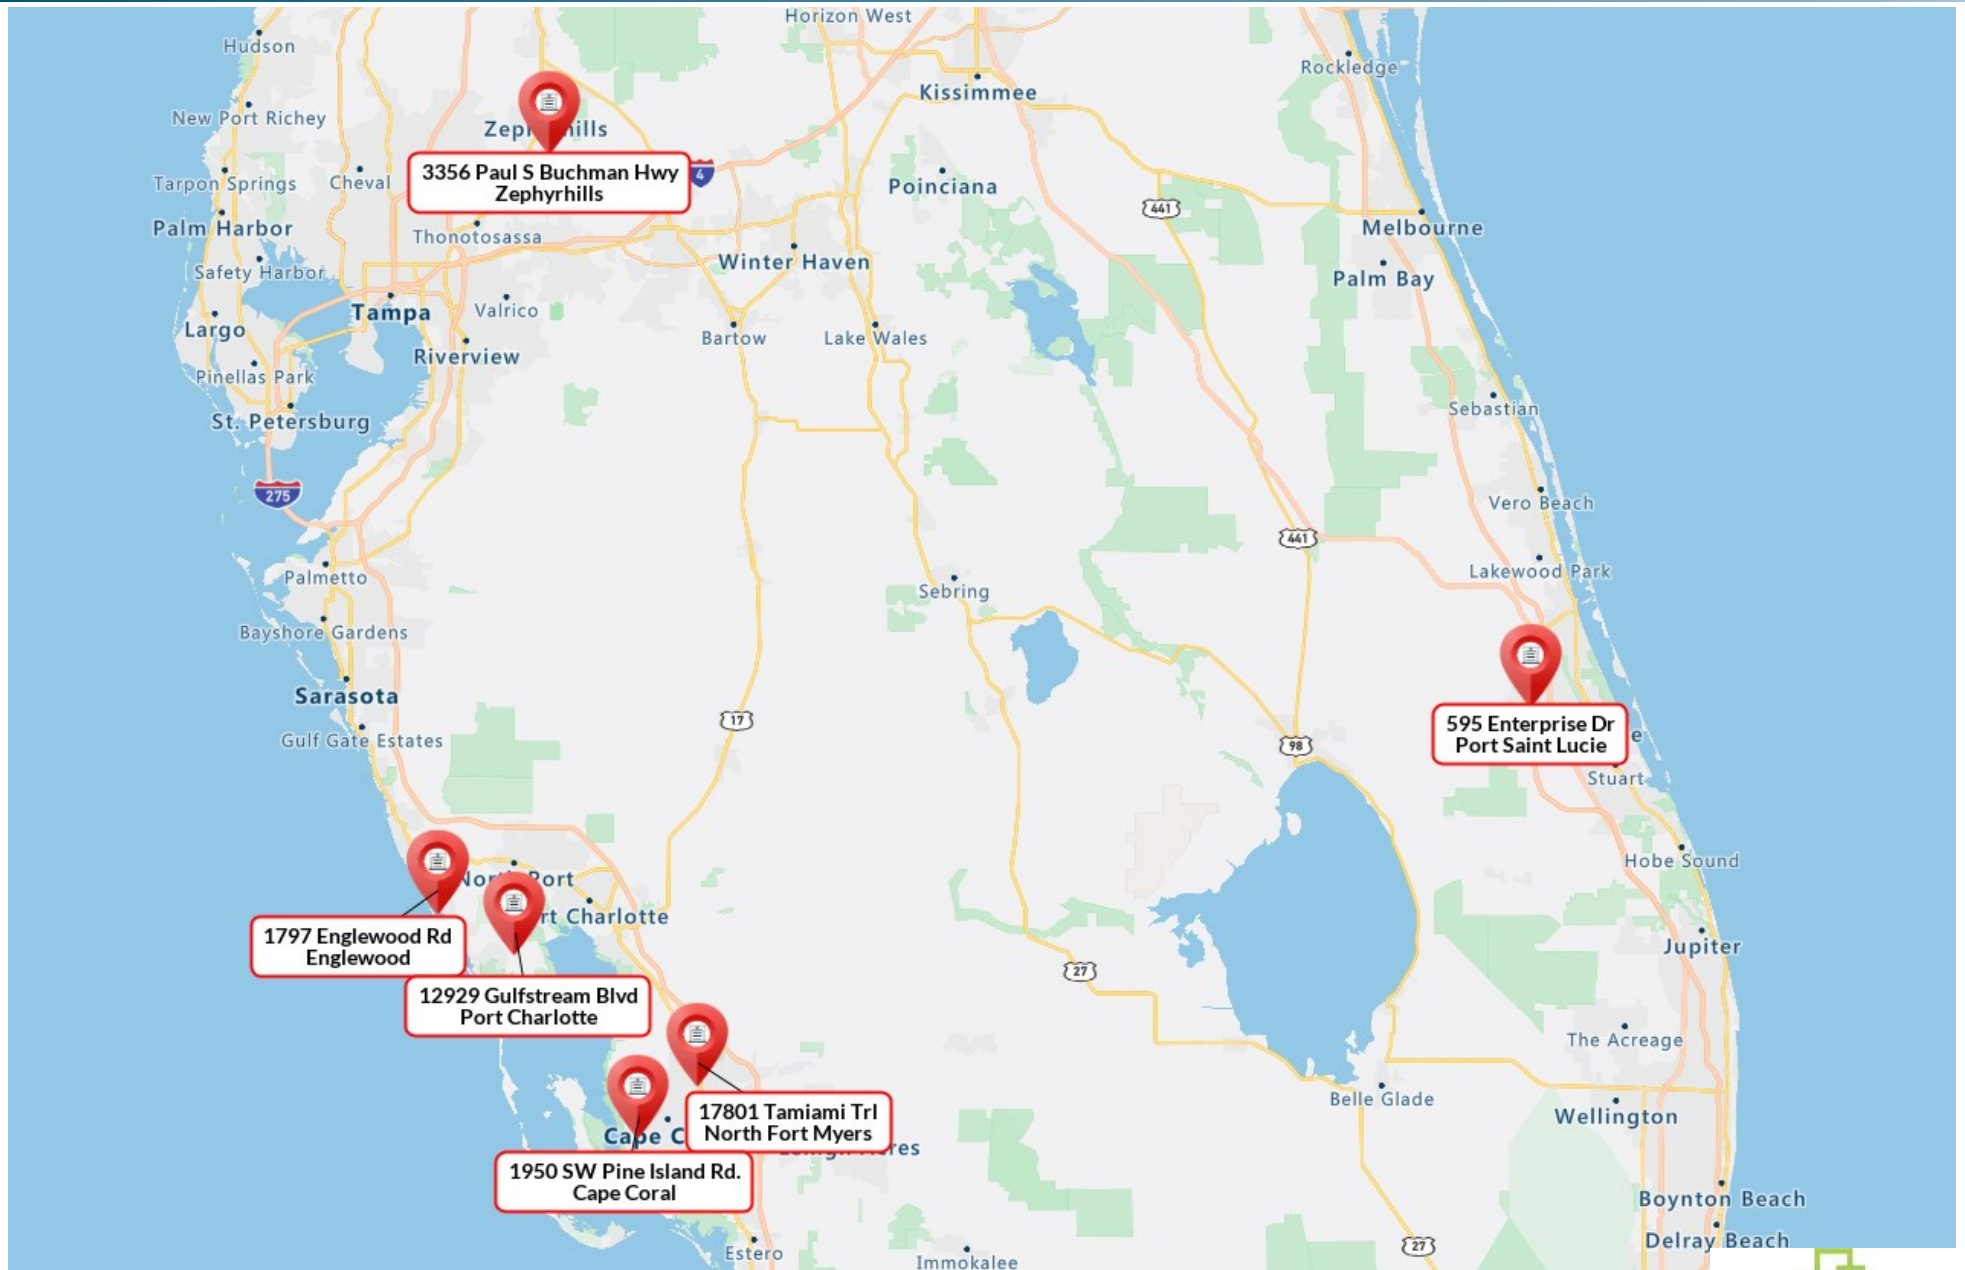 Horizon West
Hudson
Rockledge
Kissimmee
New Port Richey
3356 Paul S Buchman Hwy
Zephyrhills
4
Tarpon Springs
Cheval
Poinciana
441
Palm Harbor
Thonotosassa
Melbourne
Safety Harbor
Winter Haven
Palm Bay
Tampa
Valrico
Largo
Bartow
Lake Wales
Riverview
Pinellas Park
St. Petersburg
Sebastian
275
Vero Beach
441
Palmetto
Lakewood Park
Sebring
Bayshore Gardens
Sarasota
17
595 Enterprise Dr
Port Saint Lucie
Gulf Gate Estates
98
Stuart
Hobe Sound
North Port
rt Charlotte
1797 Englewood Rd
Englewood
Jupiter
27
12929 Gulfstream Blvd
Port Charlotte
The Acreage
Belle Glade
17801 Tamiami Trl
North Fort Myers
Wellington
Cape C
1950 SW Pine Island Rd.
Cape Coral
Boynton Beach
Delray Beach
27
Estero
Immokalee